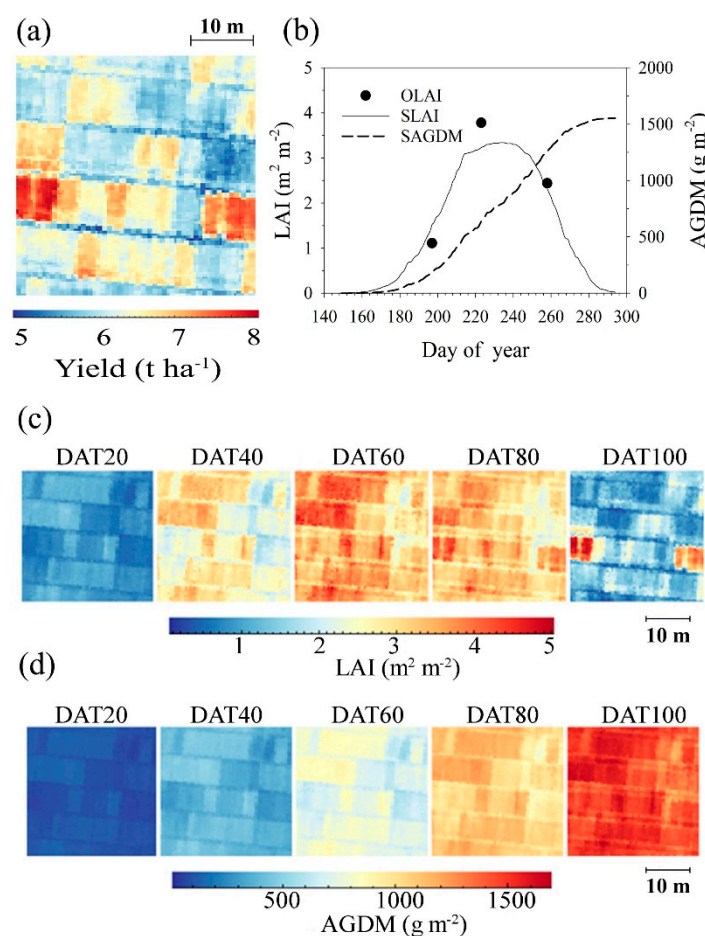 (a)
10 m
5 6 7 8
Yield (t ha⁻¹)
(b)
5 2000
OLAI
SLAI
SAGDM
4 1500
3
1000
2
500
1
0 0
LAI (m² m⁻²)
AGDM (g m⁻²)
140 160 180 200 220 240 260 280 300
Day of year
(c)
DAT20 DAT40 DAT60 DAT80 DAT100
1 2 3 4 5
LAI (m² m⁻²)
10 m
(d)
DAT20 DAT40 DAT60 DAT80 DAT100
500 1000 1500
AGDM (g m⁻²)
10 m